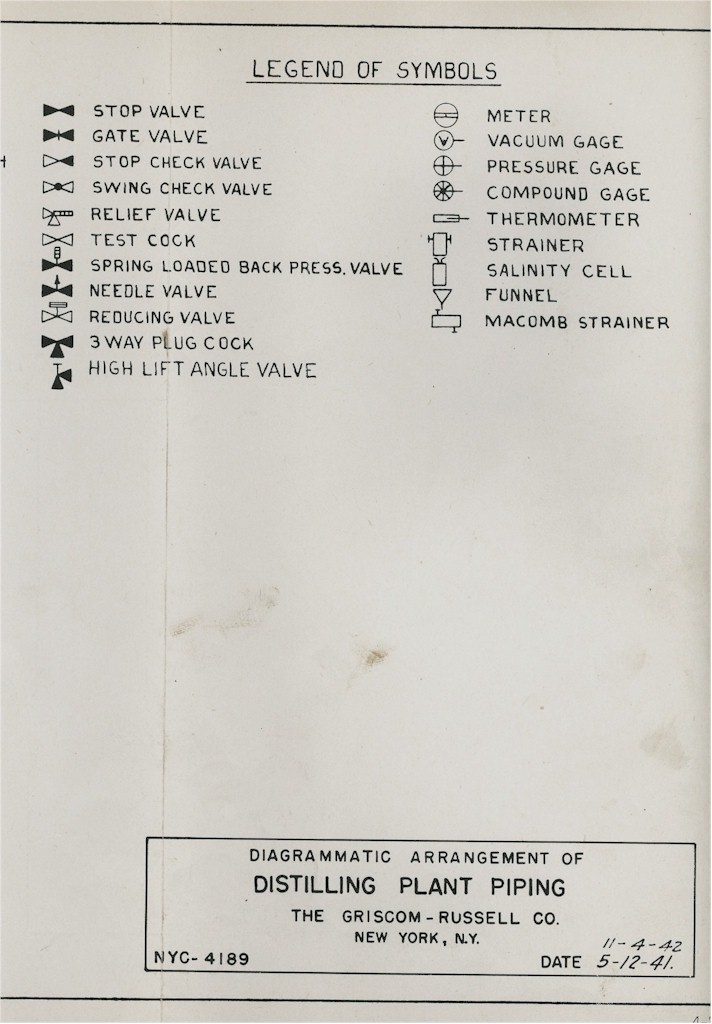 LEGEND OF SYMBOLS
STOP VALVE
GATE VALVE
STOP CHECK VALVE
SWING CHECK VALVE
RELIEF VALVE
TEST COCK
SPRING LOADED BACK PRESS. VALVE
NEEDLE VALVE
REDUCING VALVE
3 WAY PLUG COCK
HIGH LIFT ANGLE VALVE
METER
VACUUM GAGE
PRESSURE GAGE
COMPOUND GAGE
THERMOMETER
STRAINER
SALINITY CELL
FUNNEL
MACOMB STRAINER
DIAGRAMMATIC ARRANGEMENT OF
DISTILLING PLANT PIPING
THE GRISCOM-RUSSELL CO.
NEW YORK, N.Y.
11-4-42
NYC-4189 DATE 5-12-41.